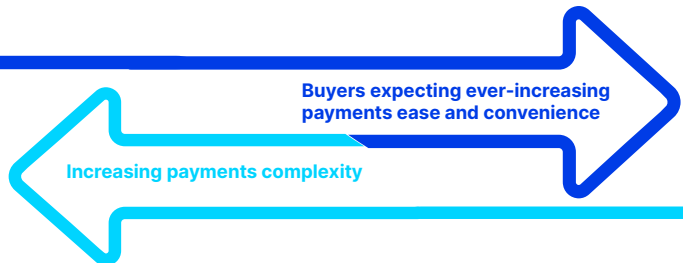 Buyers expecting ever-increasing
payments ease and convenience
Increasing payments complexity